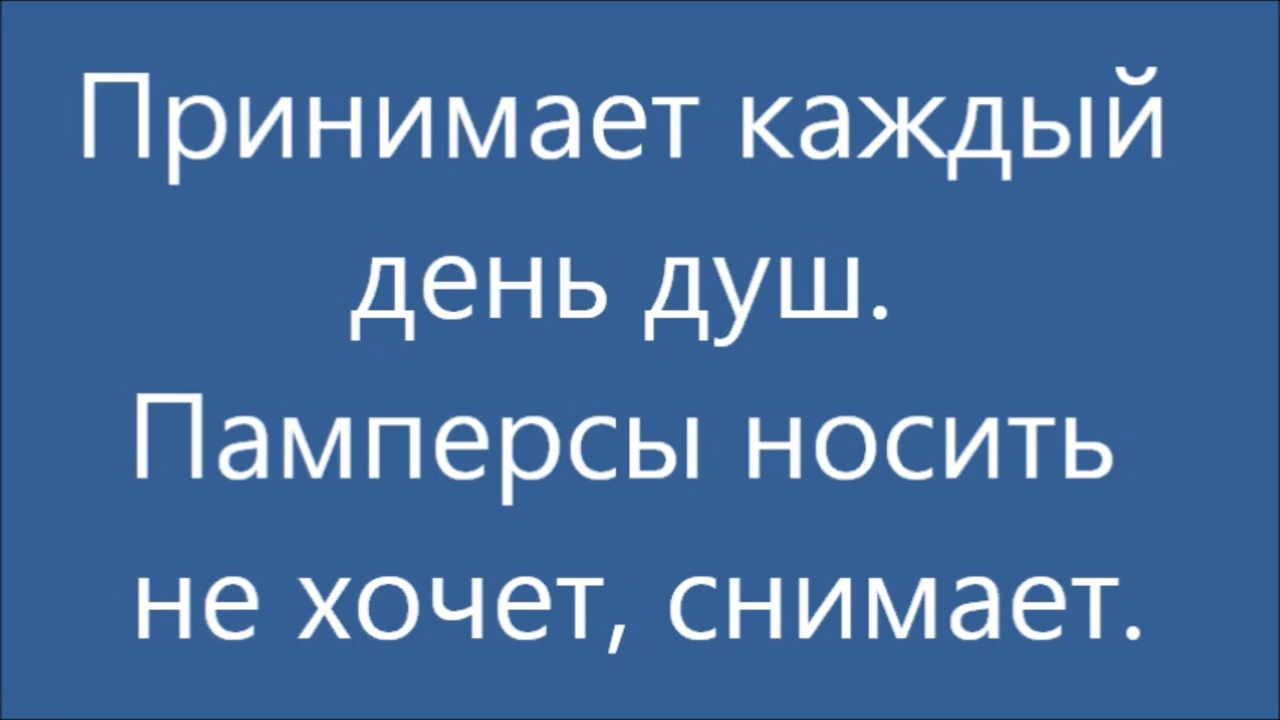 Принимает каждый
день душ.
Памперсы носить
не хочет, снимает.